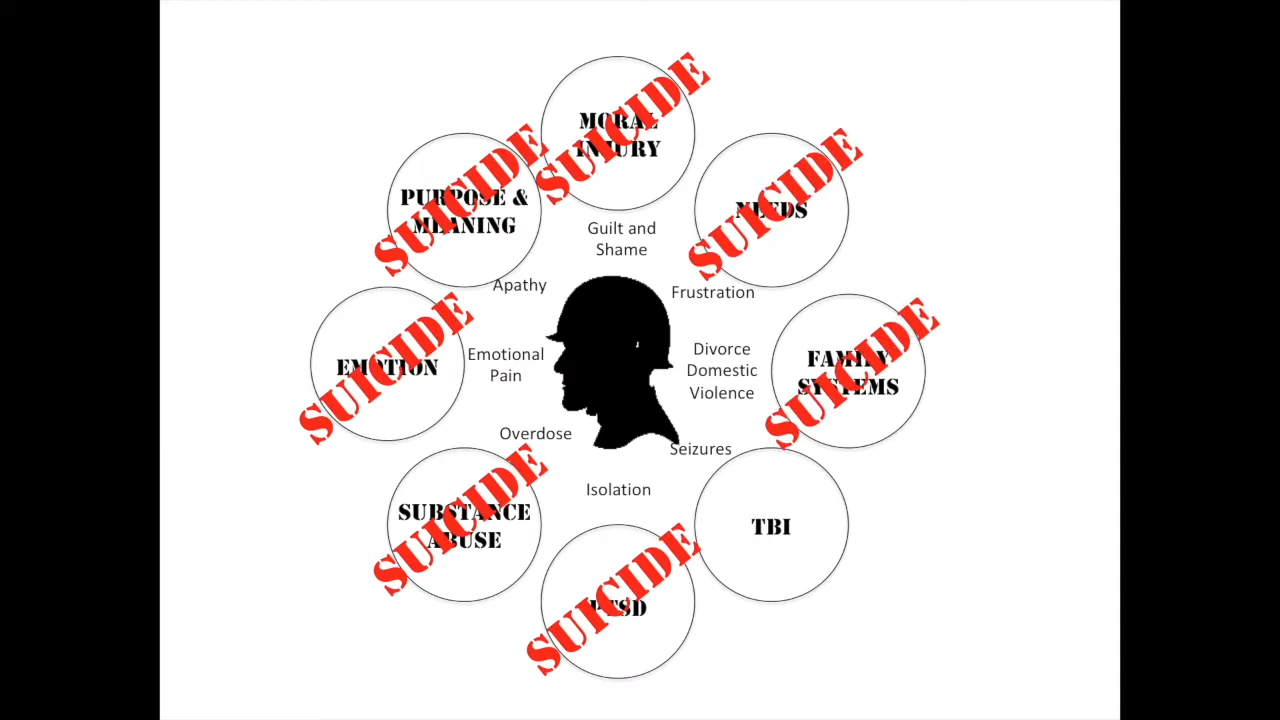 SUICIDE
MORAL
INJURY
SUICIDE
PURPOSE &
MEANING
SUICIDE
NEEDS
Guilt and
Shame
Apathy
Frustration
SUICIDE
EMOTION
Emotional
Pain
Divorce
Domestic
Violence
SUICIDE
FAMILY
SYSTEMS
Overdose
Seizures
Isolation
SUICIDE
SUBSTANCE
ABUSE
TBI
SUICIDE
PTSD